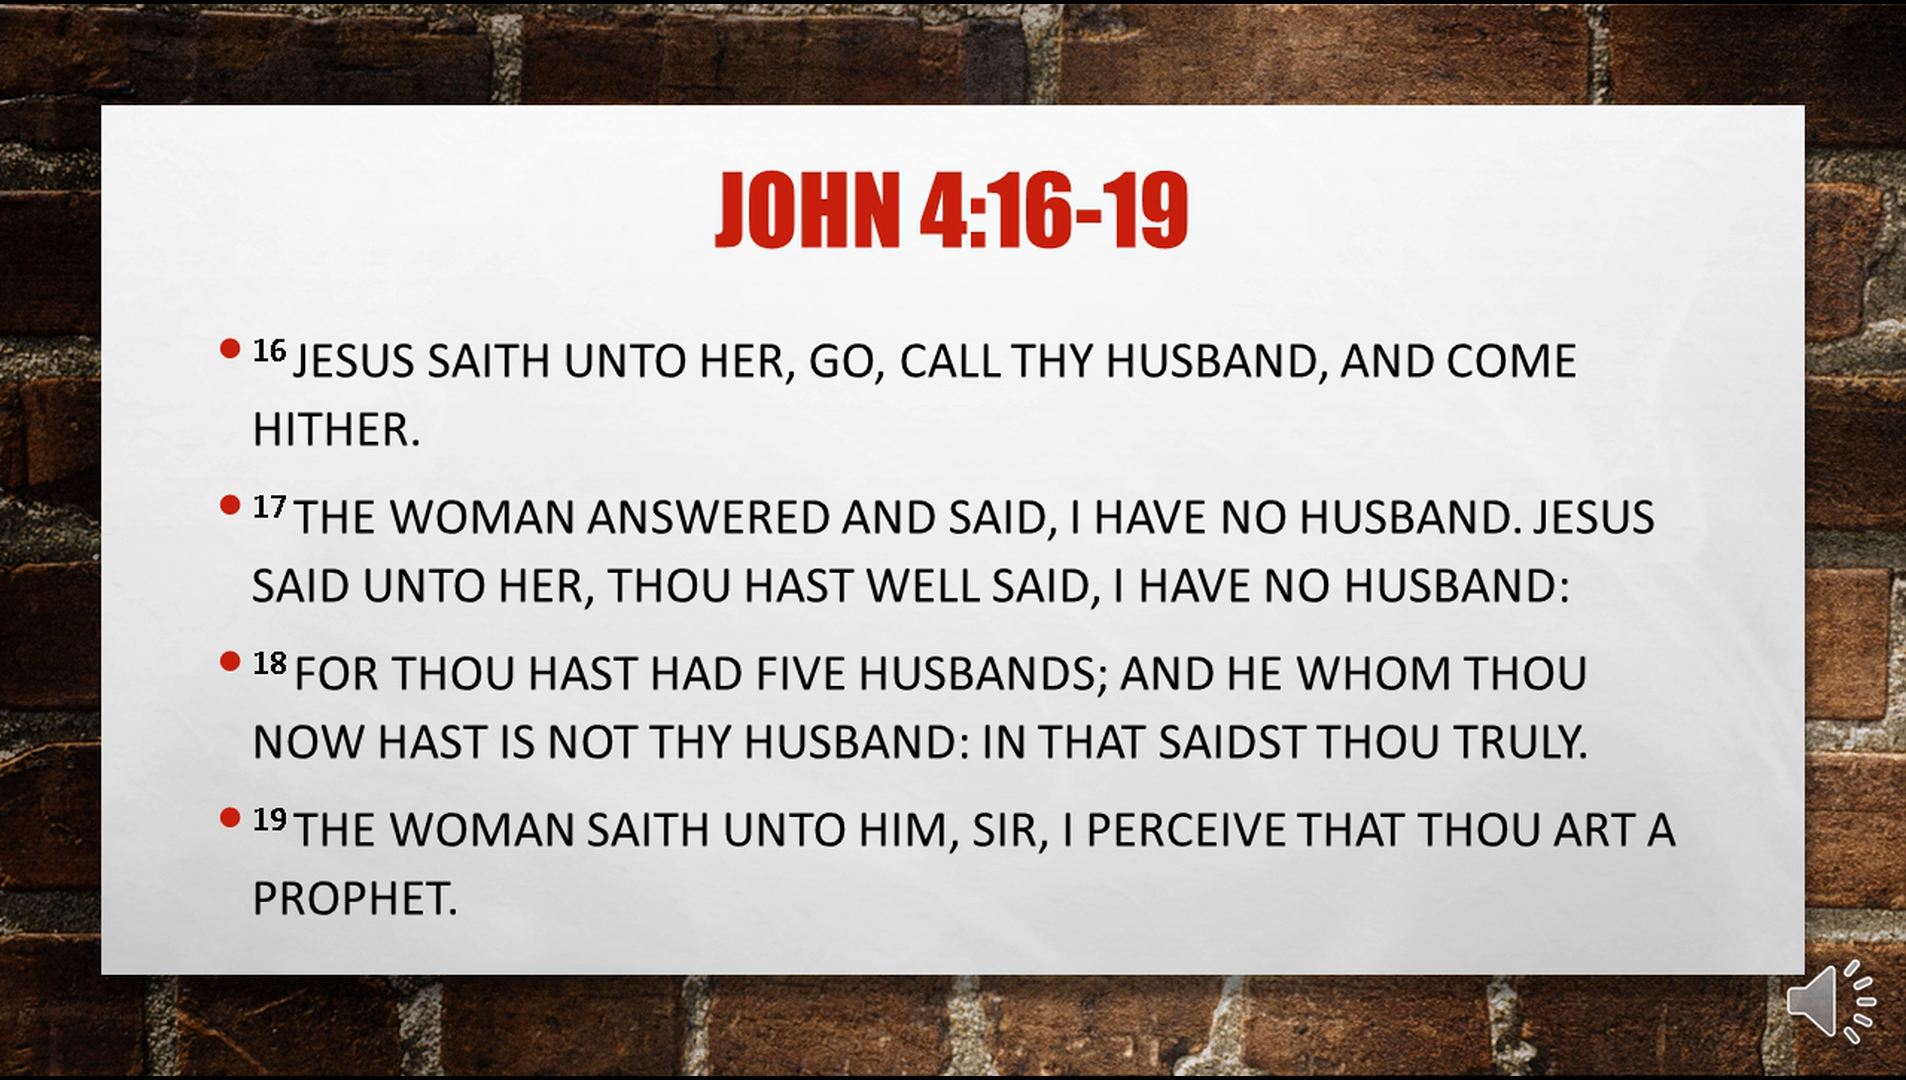 JOHN 4:16-19
• 16 JESUS SAITH UNTO HER, GO, CALL THY HUSBAND, AND COME
HITHER.
• 17 THE WOMAN ANSWERED AND SAID, I HAVE NO HUSBAND. JESUS
SAID UNTO HER, THOU HAST WELL SAID, I HAVE NO HUSBAND:
• 18 FOR THOU HAST HAD FIVE HUSBANDS; AND HE WHOM THOU
NOW HAST IS NOT THY HUSBAND: IN THAT SAIDST THOU TRULY.
• 19 THE WOMAN SAITH UNTO HIM, SIR, I PERCEIVE THAT THOU ART A
PROPHET.